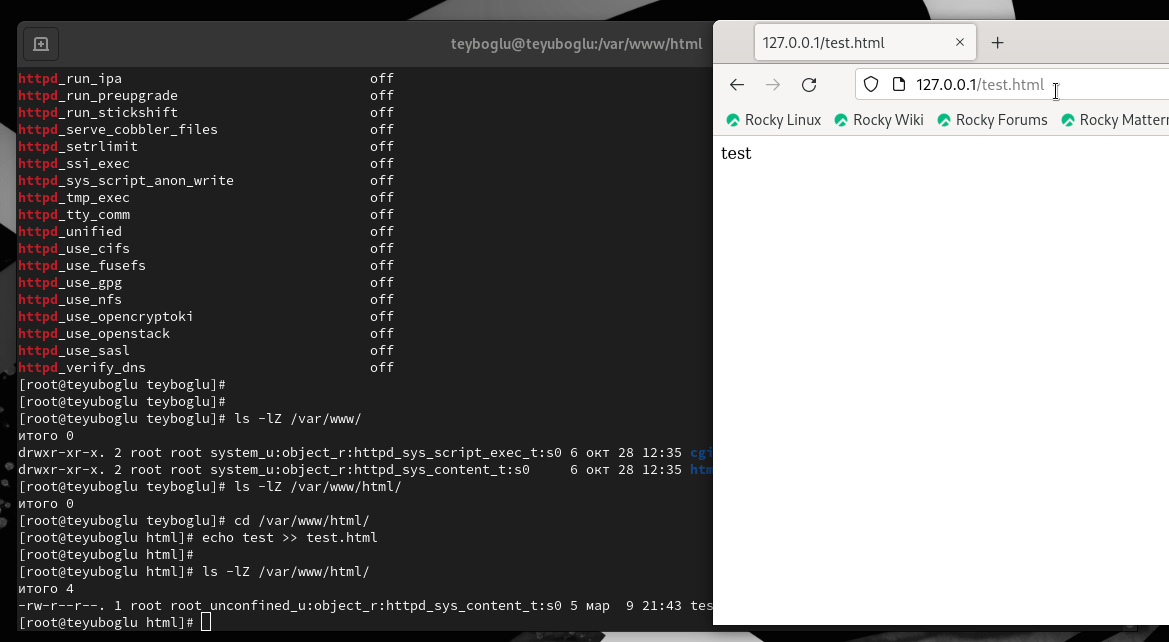 teyboglu@teyuboglu:/var/www/html
httpd_run_ipa off
httpd_run_preupgrade off
httpd_run_stickshift off
httpd_serve_cobbler_files off
httpd_setrlimit off
httpd_ssi_exec off
httpd_sys_script_anon_write off
httpd_tmp_exec off
httpd_tty_comm off
httpd_unified off
httpd_use_cifs off
httpd_use_fusefs off
httpd_use_gpg off
httpd_use_nfs off
httpd_use_opencryptoki off
httpd_use_openstack off
httpd_use_sasl off
httpd_verify_dns off
[root@teyuboglu teyboglu]#
[root@teyuboglu teyboglu]#
[root@teyuboglu teyboglu]# ls -lZ /var/www/
итого 0
drwxr-xr-x. 2 root root system_u:object_r:httpd_sys_script_exec_t:s0 6 окт 28 12:35 cgi
drwxr-xr-x. 2 root root system_u:object_r:httpd_sys_content_t:s0 6 окт 28 12:35 htm
[root@teyuboglu teyboglu]# ls -lZ /var/www/html/
итого 0
[root@teyuboglu teyboglu]# cd /var/www/html/
[root@teyuboglu html]# echo test >> test.html
[root@teyuboglu html]#
[root@teyuboglu html]# ls -lZ /var/www/html/
итого 4
-rw-r--r--. 1 root root unconfined_u:object_r:httpd_sys_content_t:s0 5 мар 9 21:43 tes
[root@teyuboglu html]#
127.0.0.1/test.html
127.0.0.1/test.html
Rocky Linux Rocky Wiki Rocky Forums Rocky Matterm
test